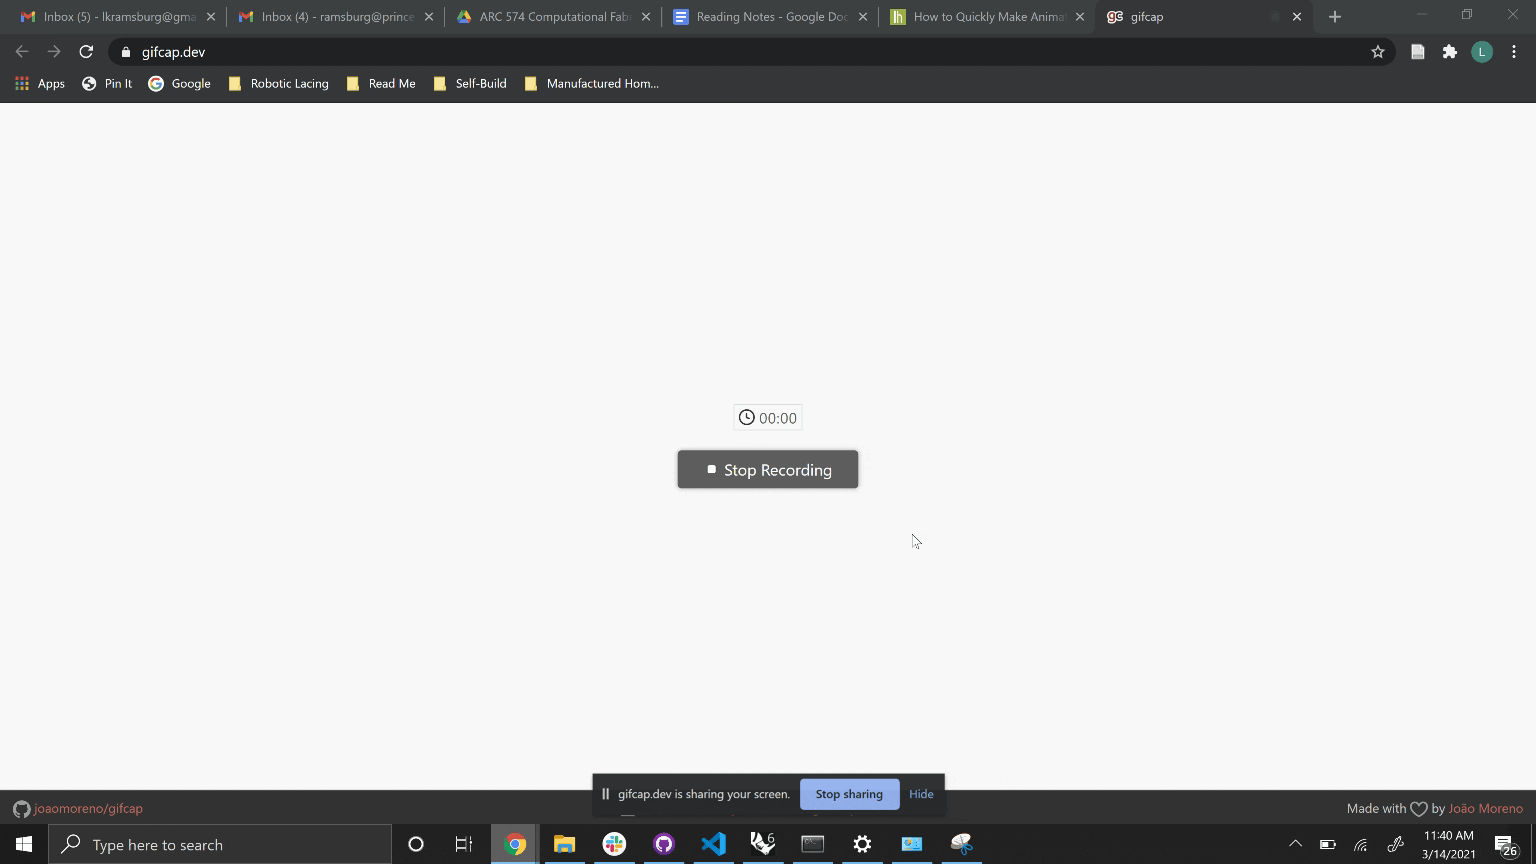 Inbox (5) - lkramsburg@gma
Inbox (4) - ramsburg@prince
ARC 574 Computational Fab
Reading Notes - Google Doc
How to Quickly Make Anima
gifcap
gifcap.dev
L
Apps
Pin It
Google
Robotic Lacing
Read Me
Self-Build
Manufactured Hom...
00:00
Stop Recording
gifcap.dev is sharing your screen.
Stop sharing
Hide
joaomoreno/gifcap
Made with
by João Moreno
Type here to search
6
11:40 AM
3/14/2021
26